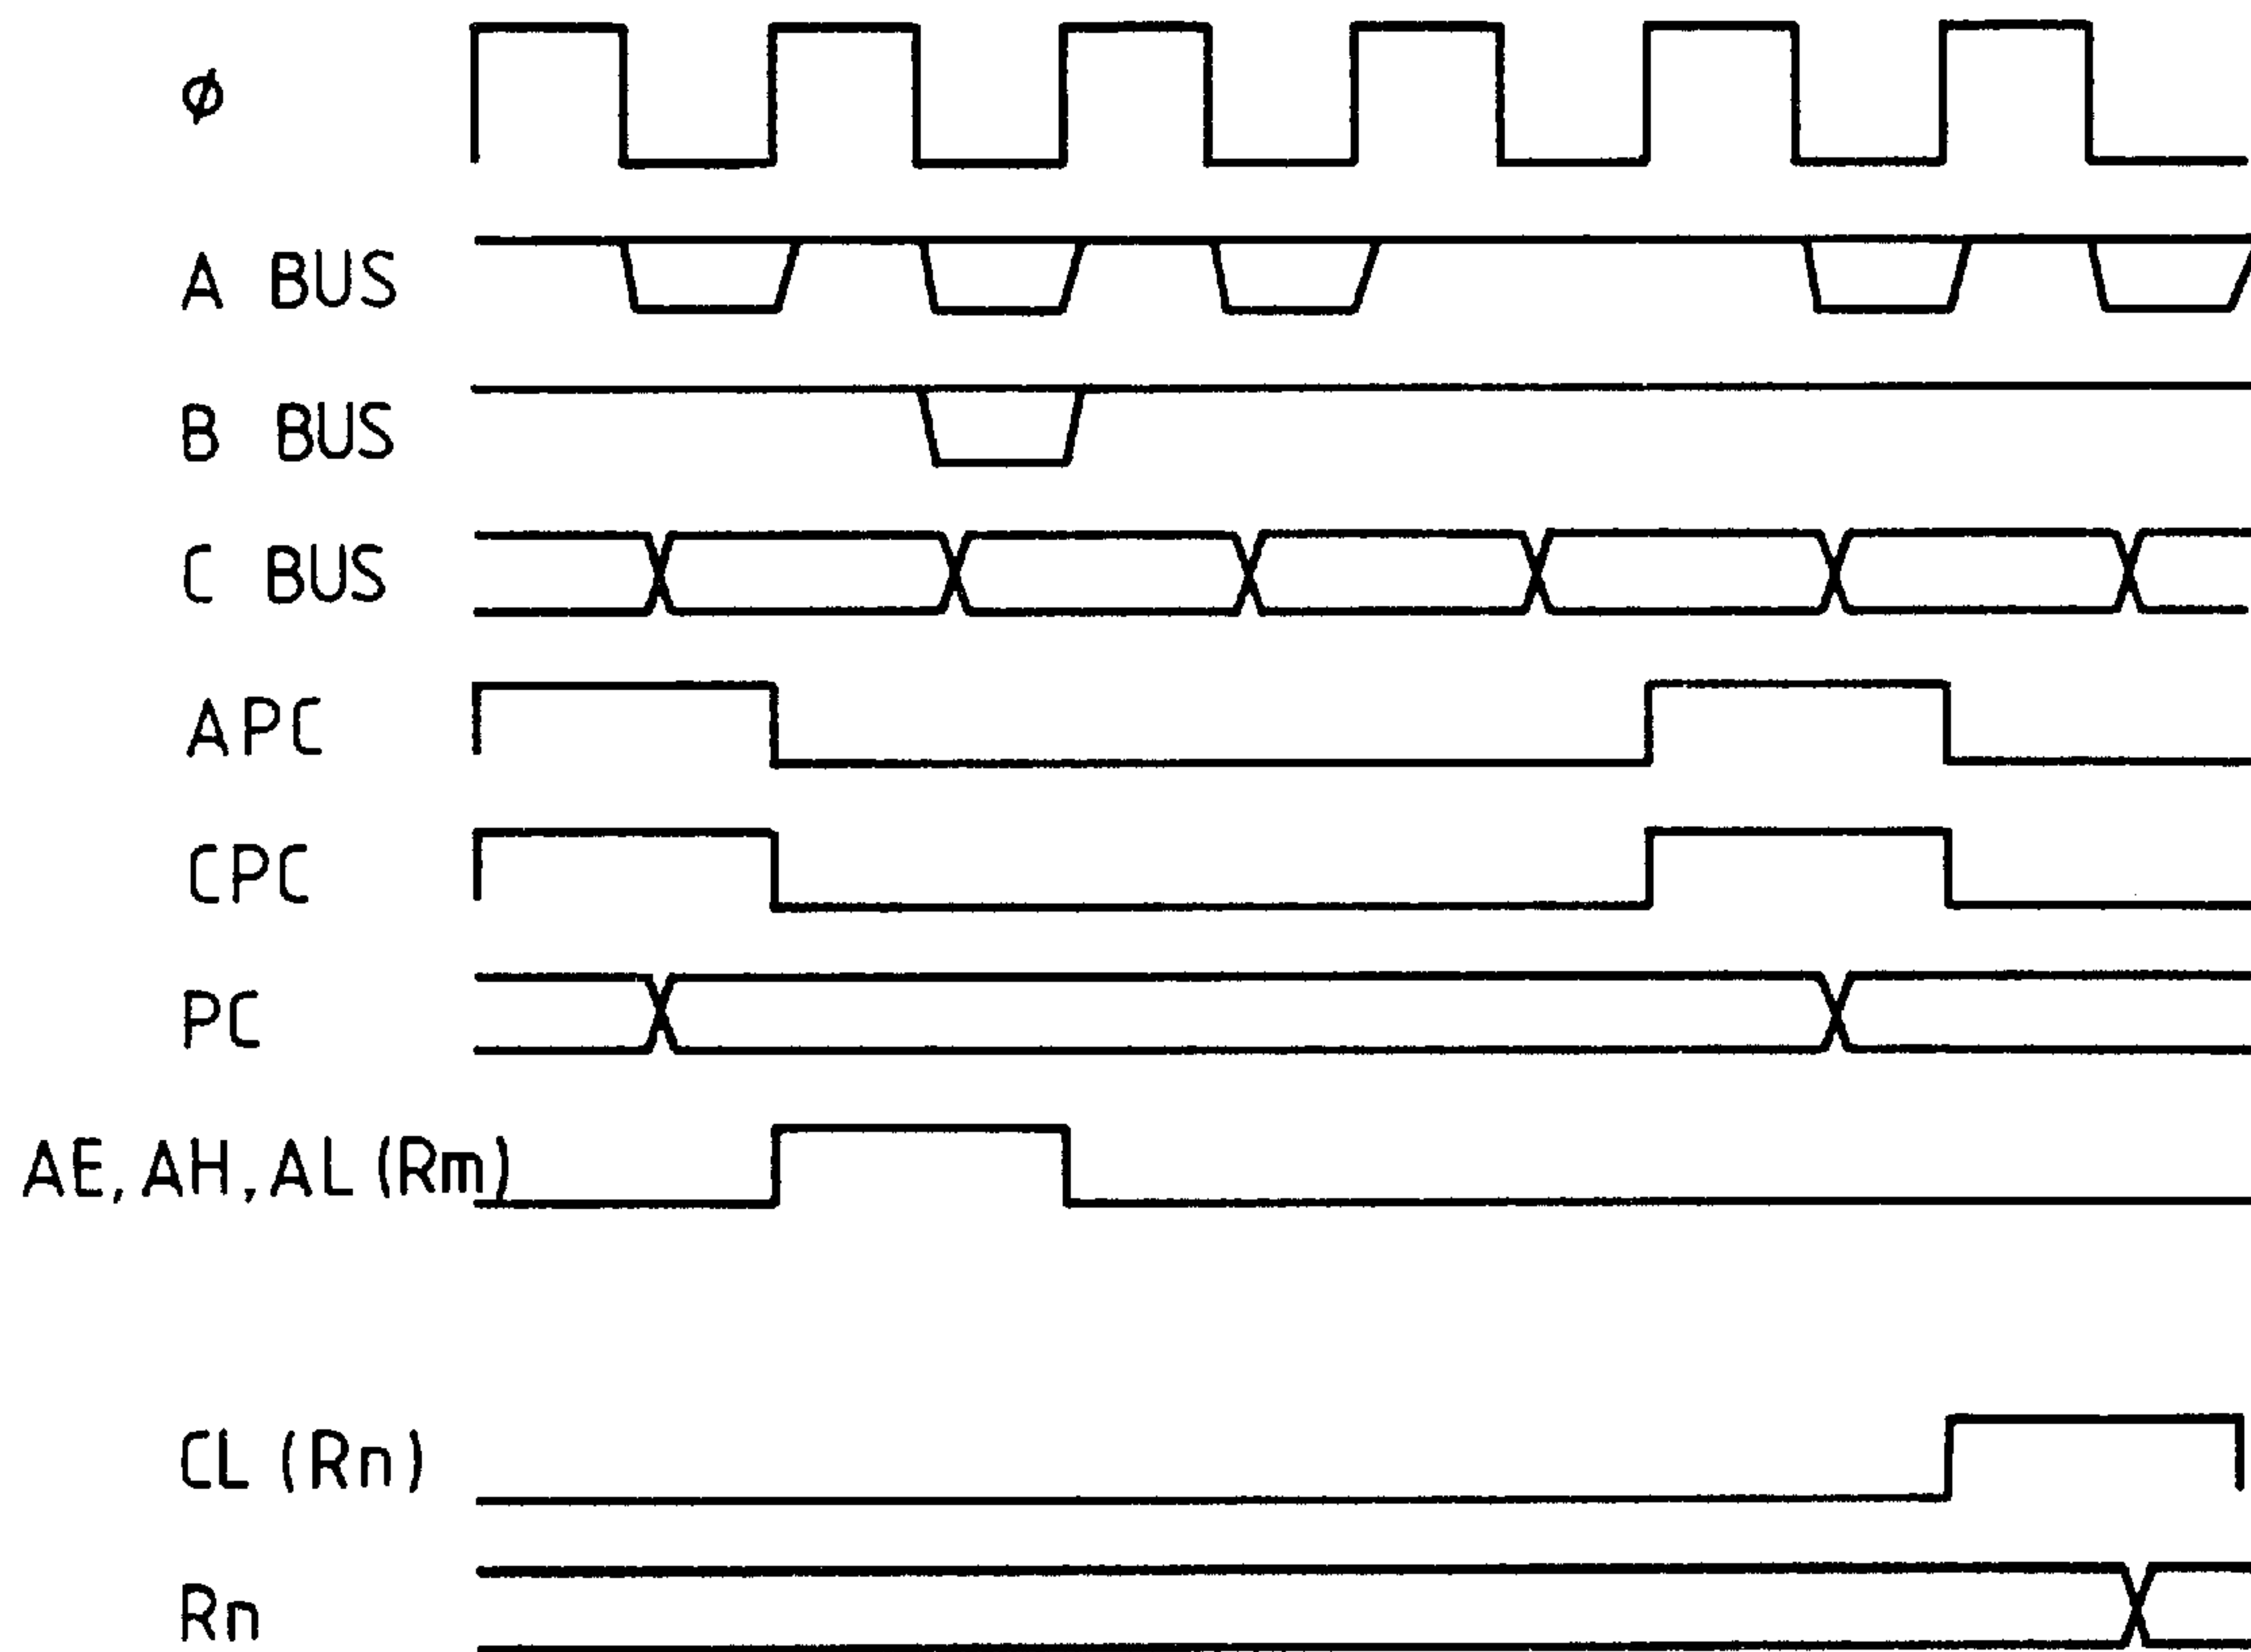 φ
A BUS
B BUS
C BUS
APC
CPC
PC
AE, AH, AL (Rm)
CL (Rn)
Rn